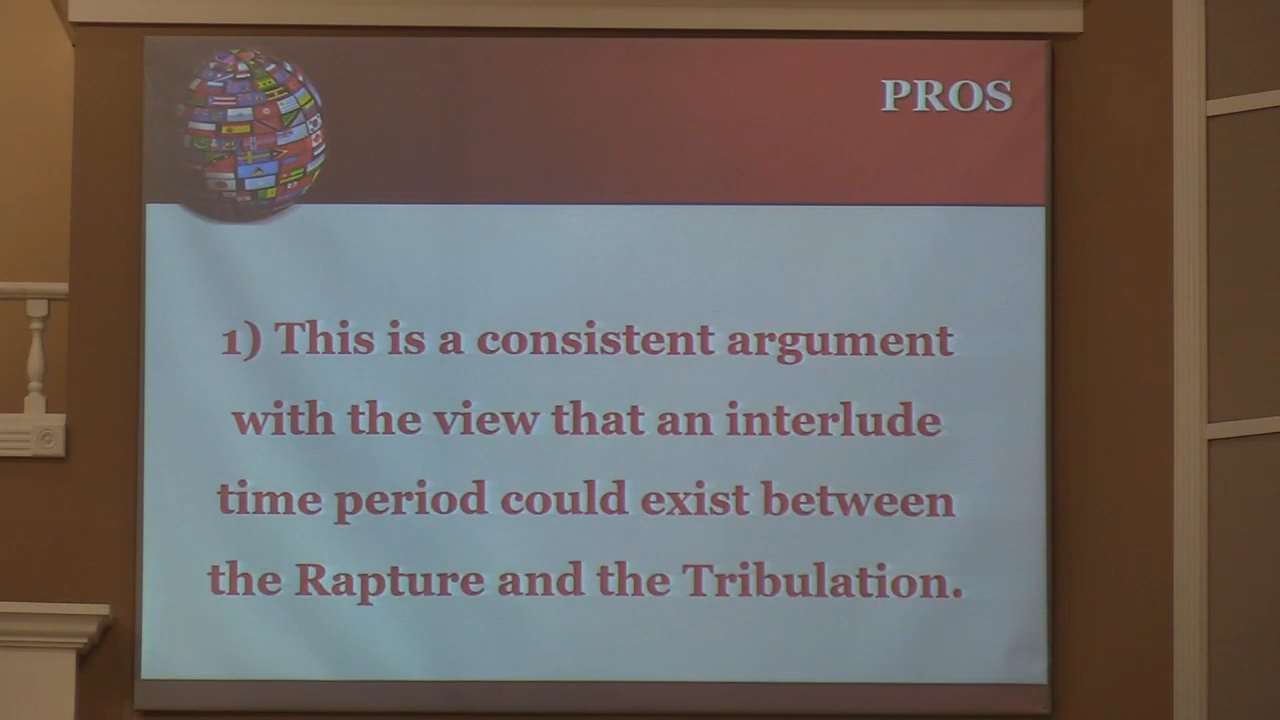 PROS
1) This is a consistent argument
with the view that an interlude
time period could exist between
the Rapture and the Tribulation.